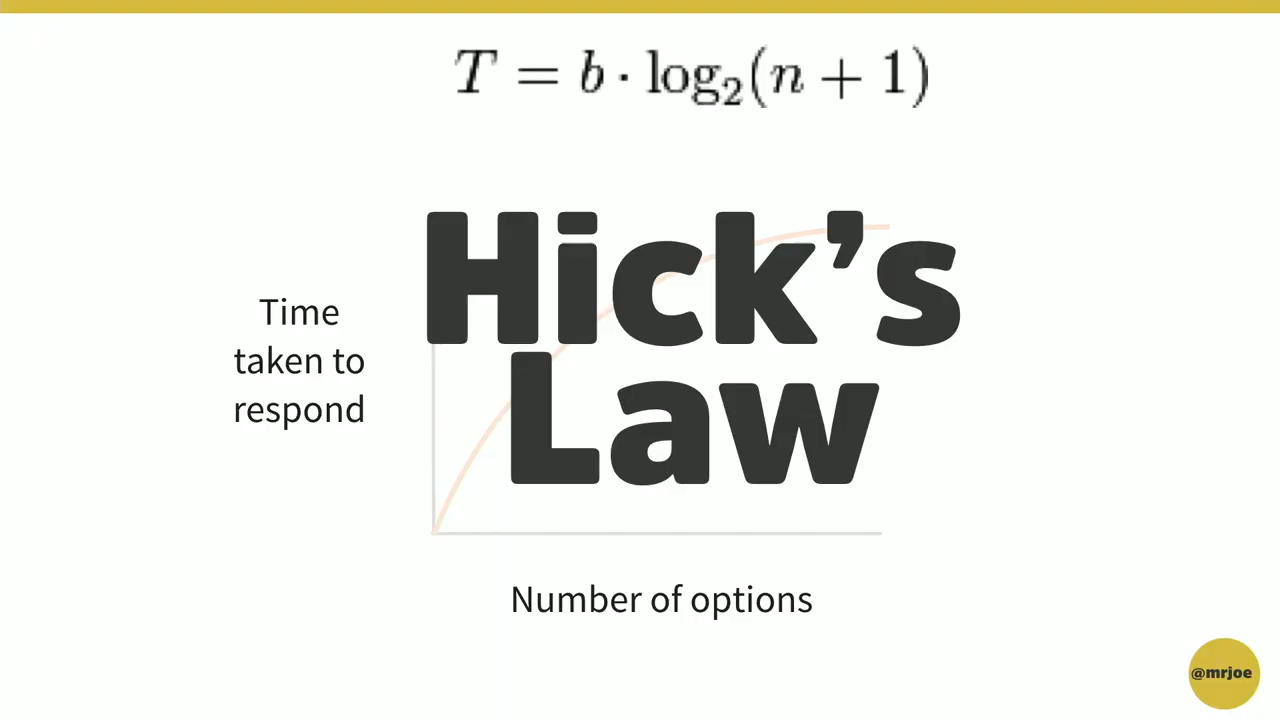 T = b · log₂(n + 1)
Hick’s
Law
Time
taken to
respond
Number of options
@mrjoe